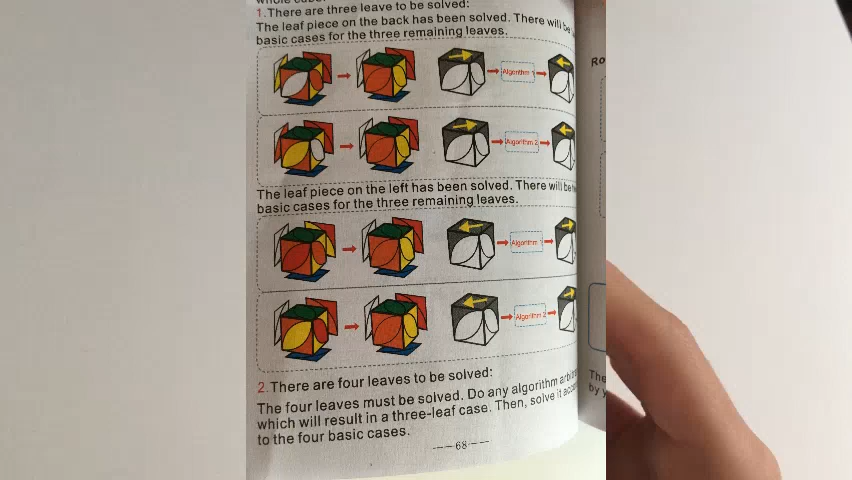 1.There are three leave to be solved:
The leaf piece on the back has been solved. There will be
basic cases for the three remaining leaves.
Algorithm 1
Algorithm 2
The leaf piece on the left has been solved. There will be
basic cases for the three remaining leaves.
Algorithm 1
Algorithm 2
2.There are four leaves to be solved:
The four leaves must be solved. Do any algorithm
which will result in a three-leaf case. Then, solve it
to the four basic cases.
---68---
Ro
The
by